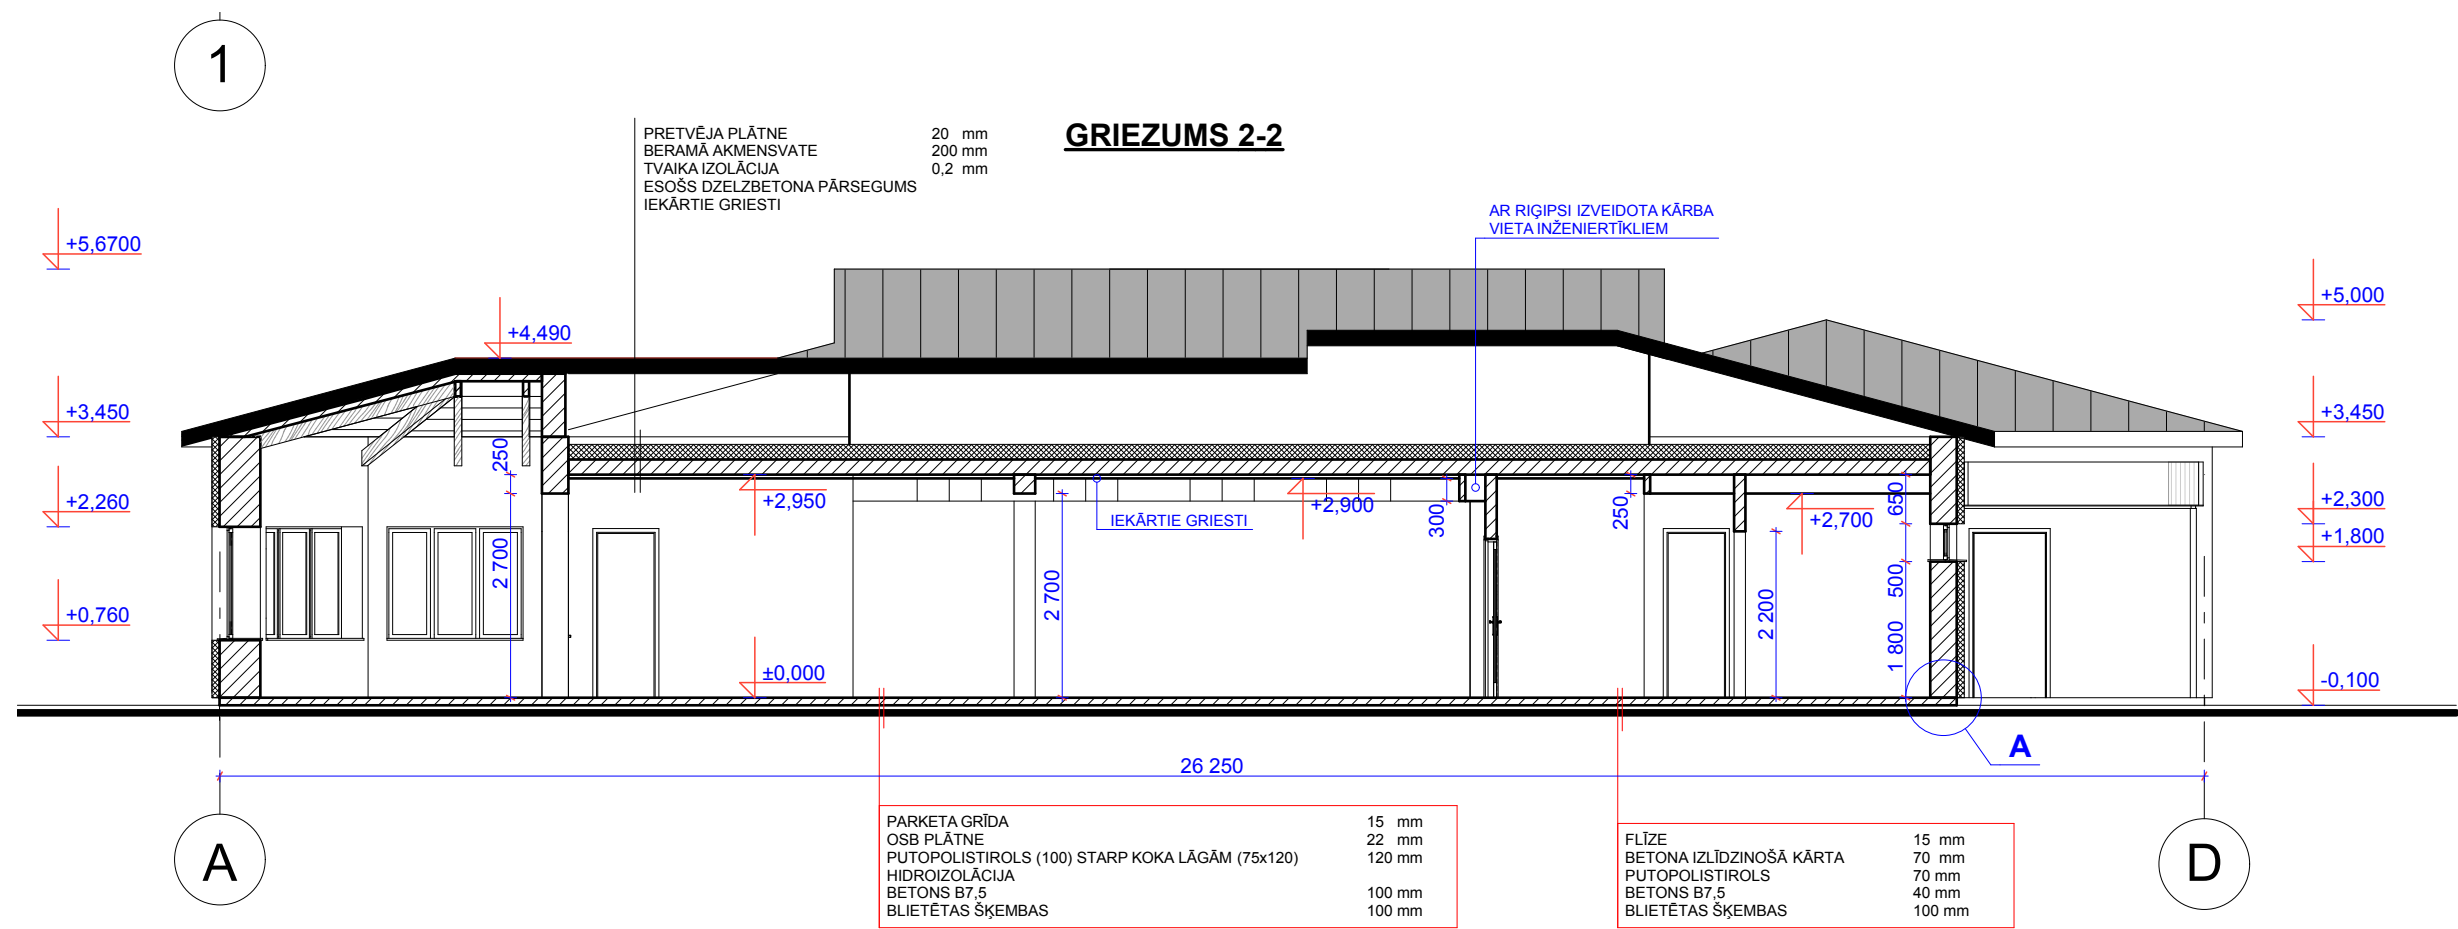 1
GRIEZUMS 2-2
PRETVĒJA PLĀTNE 20 mm
BERAMĀ AKMENSVATE 200 mm
TVAIKA IZOLĀCIJA 0,2 mm
ESOŠS DZELZBETONA PĀRSEGUMS
IEKĀRTIE GRIESTI
AR RIĢIPSI IZVEIDOTA KĀRBA
VIETA INŽENIERTĪKLIEM
+5,6700
+4,490
+3,450
+2,260
+0,760
+5,000
+3,450
+2,300
+1,800
-0,100
250
2 700
+2,950
±0,000
2 700
IEKĀRTIE GRIESTI
+2,900
300
250
+2,700
2 200
650
500
1 800
A
26 250
A
D
PARKETA GRĪDA 15 mm
OSB PLĀTNE 22 mm
PUTOPOLISTIROLS (100) STARP KOKA LĀGĀM (75x120) 120 mm
HIDROIZOLĀCIJA
BETONS B7,5 100 mm
BLIETĒTAS ŠĶEMBAS 100 mm
FLĪZE 15 mm
BETONA IZLĪDZINOŠĀ KĀRTA 70 mm
PUTOPOLISTIROLS 70 mm
BETONS B7,5 40 mm
BLIETĒTAS ŠĶEMBAS 100 mm